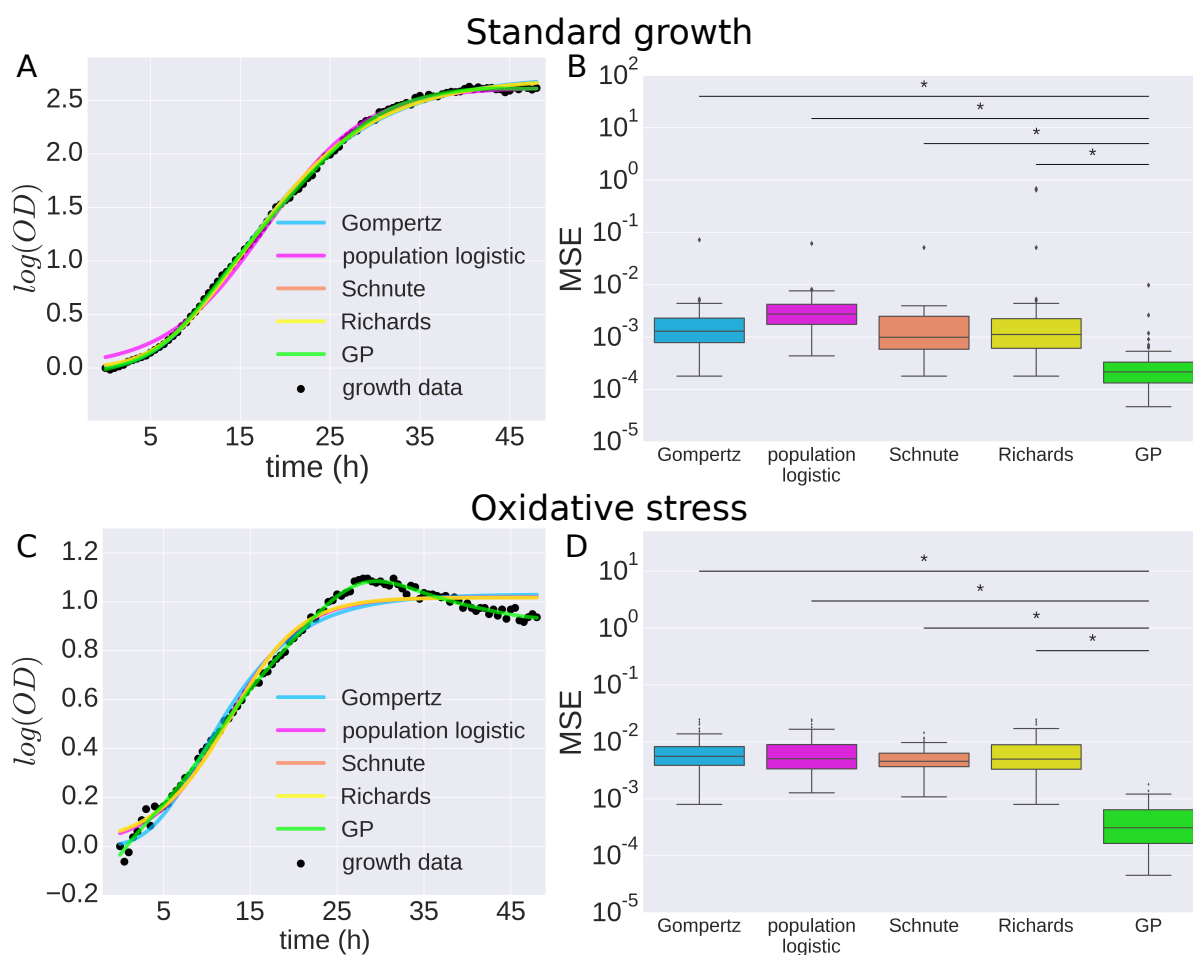 Standard growth
A
2.5
2.0
1.5
1.0
0.5
0.0
log(OD)
Gompertz
population logistic
Schnute
Richards
GP
growth data
5 15 25 35 45
time (h)
B
10^2
10^1
10^0
10^-1
10^-2
10^-3
10^-4
10^-5
MSE
*
*
*
*
Gompertz population logistic Schnute Richards GP
Oxidative stress
C
1.2
1.0
0.8
0.6
0.4
0.2
0.0
−0.2
log(OD)
Gompertz
population logistic
Schnute
Richards
GP
growth data
5 15 25 35 45
time (h)
D
10^1
10^0
10^-1
10^-2
10^-3
10^-4
10^-5
MSE
*
*
*
*
Gompertz population logistic Schnute Richards GP